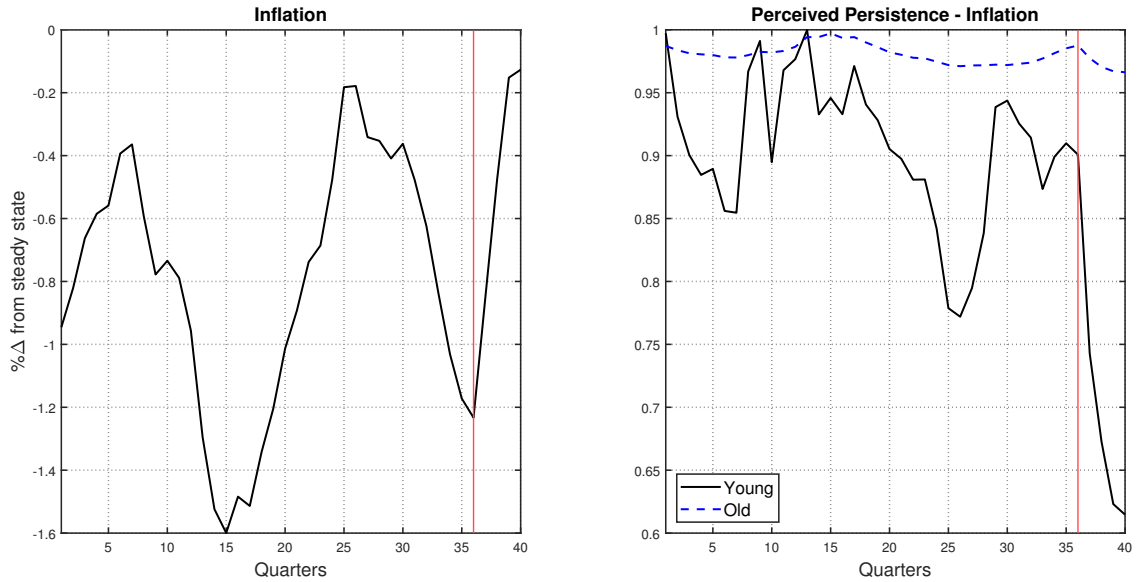 Inflation
%Δ from steady state
0
-0.2
-0.4
-0.6
-0.8
-1
-1.2
-1.4
-1.6
5 10 15 20 25 30 35 40
Quarters
Perceived Persistence - Inflation
1
0.95
0.9
0.85
0.8
0.75
0.7
0.65
0.6
Young
Old
5 10 15 20 25 30 35 40
Quarters